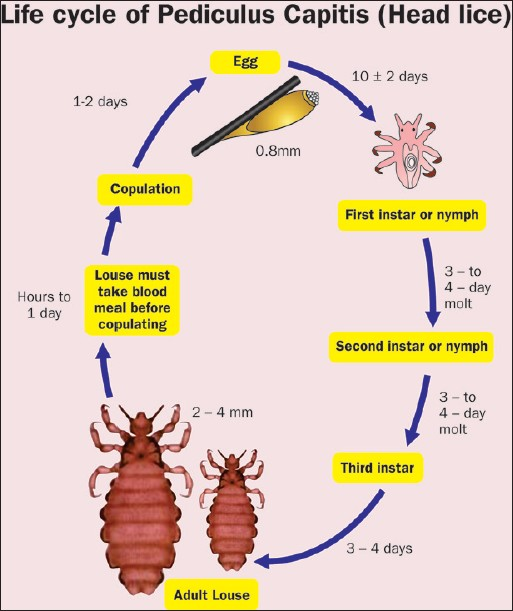 Life cycle of Pediculus Capitis (Head lice)
Egg
10 ± 2 days
0.8mm
First instar or nymph
3 – to
4 – day
molt
Second instar or nymph
3 – to
4 – day
molt
Third instar
3 – 4 days
Adult Louse
2 – 4 mm
Hours to
1 day
Louse must
take blood
meal before
copulating
Copulation
1-2 days